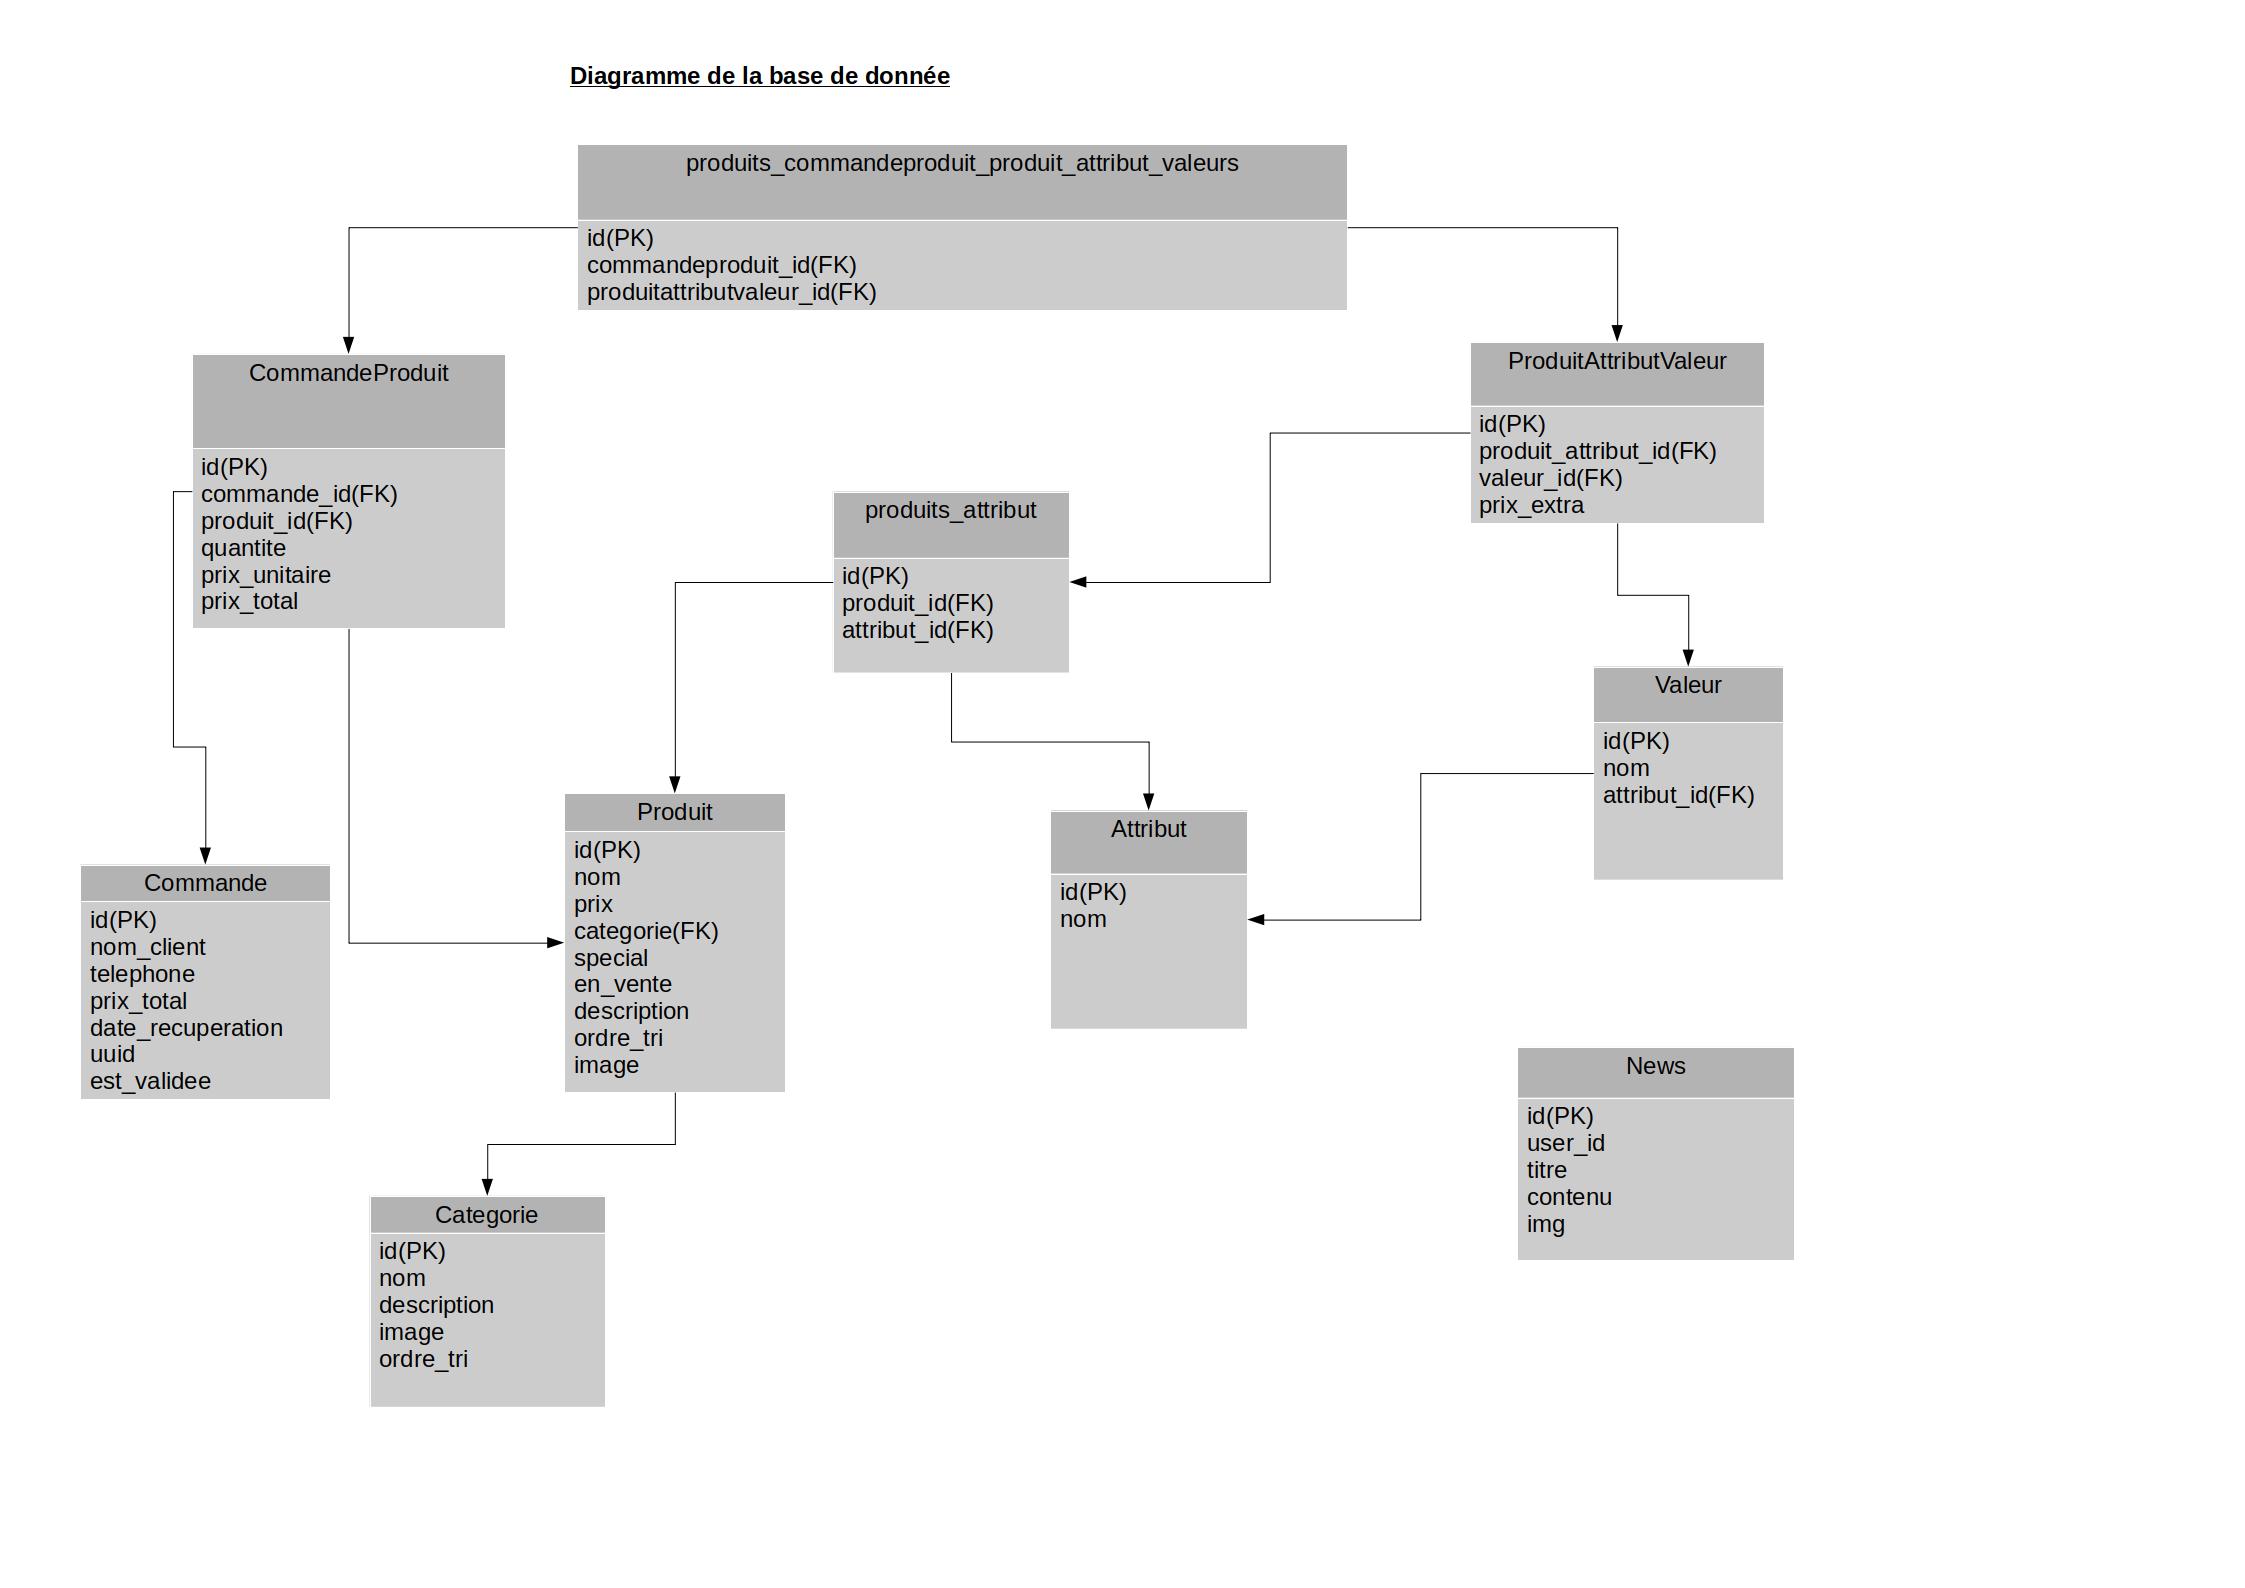 Diagramme de la base de donnée
produits_commandeproduit_produit_attribut_valeurs
id(PK)
commandeproduit_id(FK)
produitattributvaleur_id(FK)
CommandeProduit
id(PK)
commande_id(FK)
produit_id(FK)
quantite
prix_unitaire
prix_total
ProduitAttributValeur
id(PK)
produit_attribut_id(FK)
valeur_id(FK)
prix_extra
produits_attribut
id(PK)
produit_id(FK)
attribut_id(FK)
Valeur
id(PK)
nom
attribut_id(FK)
Produit
id(PK)
nom
prix
categorie(FK)
special
en_vente
description
ordre_tri
image
Attribut
id(PK)
nom
Commande
id(PK)
nom_client
telephone
prix_total
date_recuperation
uuid
est_validee
News
id(PK)
user_id
titre
contenu
img
Categorie
id(PK)
nom
description
image
ordre_tri